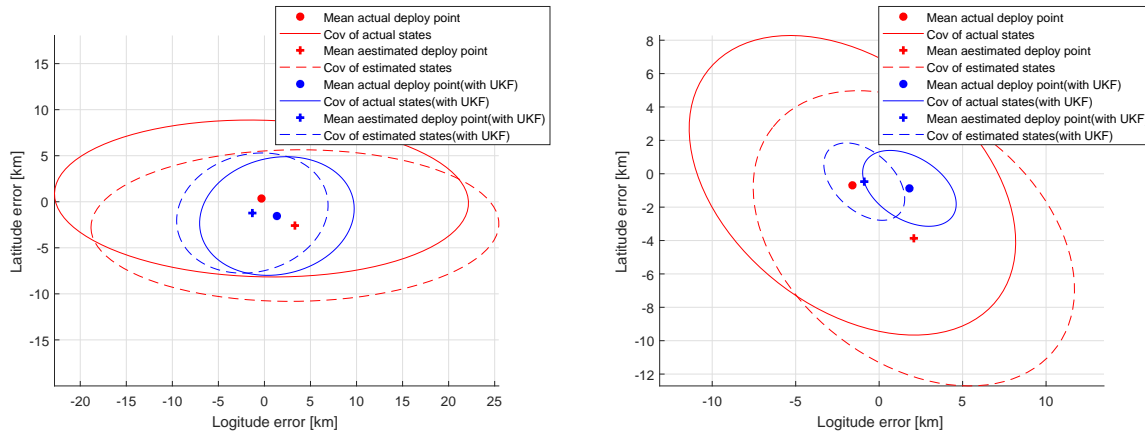 Mean actual deploy point
Cov of actual states
Mean aestimated deploy point
Cov of estimated states
Mean actual deploy point(with UKF)
Cov of actual states(with UKF)
Mean aestimated deploy point(with UKF)
Cov of estimated states(with UKF)
15
10
5
0
-5
-10
-15
Latitude error [km]
-20 -15 -10 -5 0 5 10 15 20 25
Logitude error [km]
Mean actual deploy point
Cov of actual states
Mean aestimated deploy point
Cov of estimated states
Mean actual deploy point(with UKF)
Cov of actual states(with UKF)
Mean aestimated deploy point(with UKF)
Cov of estimated states(with UKF)
8
6
4
2
0
-2
-4
-6
-8
-10
-12
Latitude error [km]
-10 -5 0 5 10
Logitude error [km]